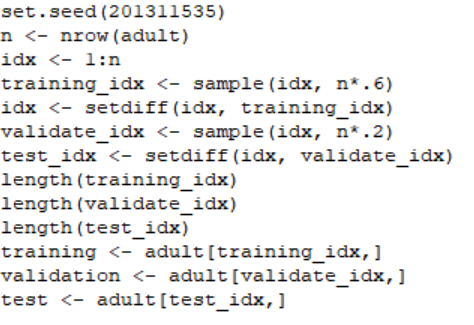 set.seed(201311535)
n <- nrow(adult)
idx <- 1:n
training_idx <- sample(idx, n*.6)
idx <- setdiff(idx, training_idx)
validate_idx <- sample(idx, n*.2)
test_idx <- setdiff(idx, validate_idx)
length(training_idx)
length(validate_idx)
length(test_idx)
training <- adult[training_idx,]
validation <- adult[validate_idx,]
test <- adult[test_idx,]